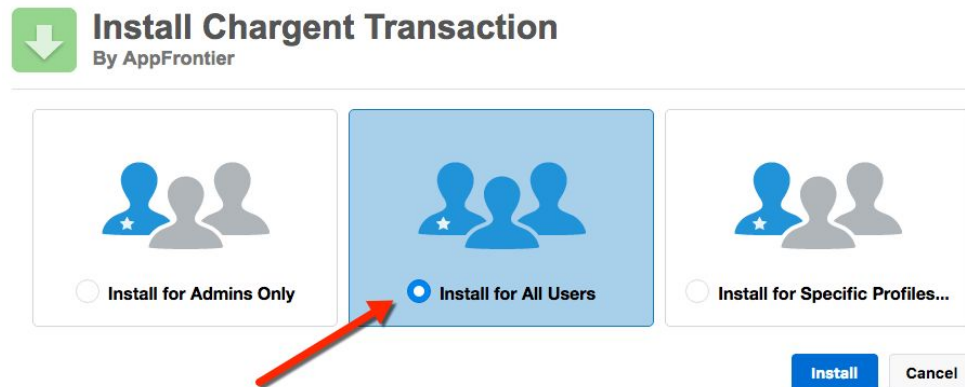 Install Chargent Transaction
By AppFrontier
Install for Admins Only
Install for All Users
Install for Specific Profiles...
Install
Cancel